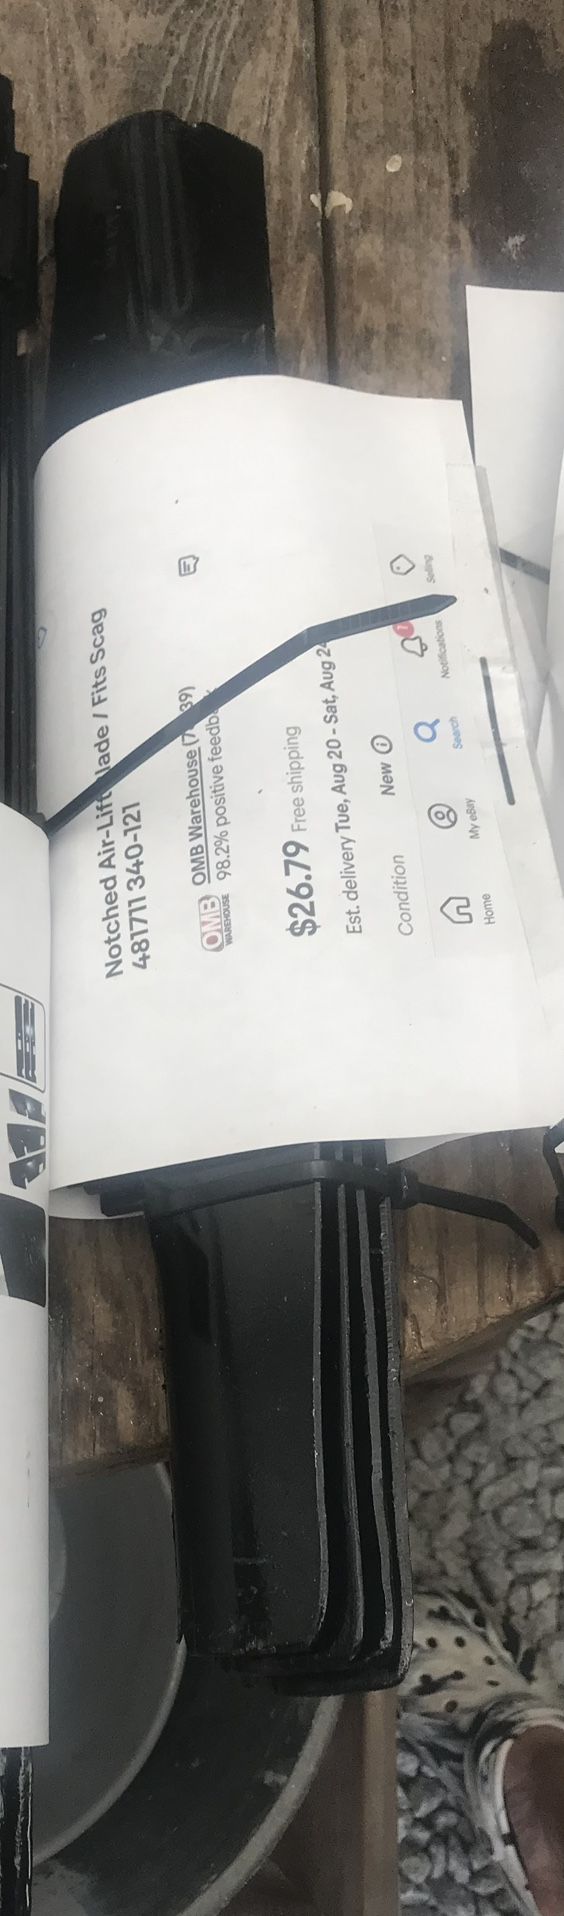 Notched Air-Lift lade / Fits Scag
481711 340-121
OMB WAREHOUSE
OMB Warehouse (7 39)
98.2% positive feedb
$26.79 Free shipping
Est. delivery Tue, Aug 20 - Sat, Aug 24
Condition New
Home My eBay Search Notifications Selling